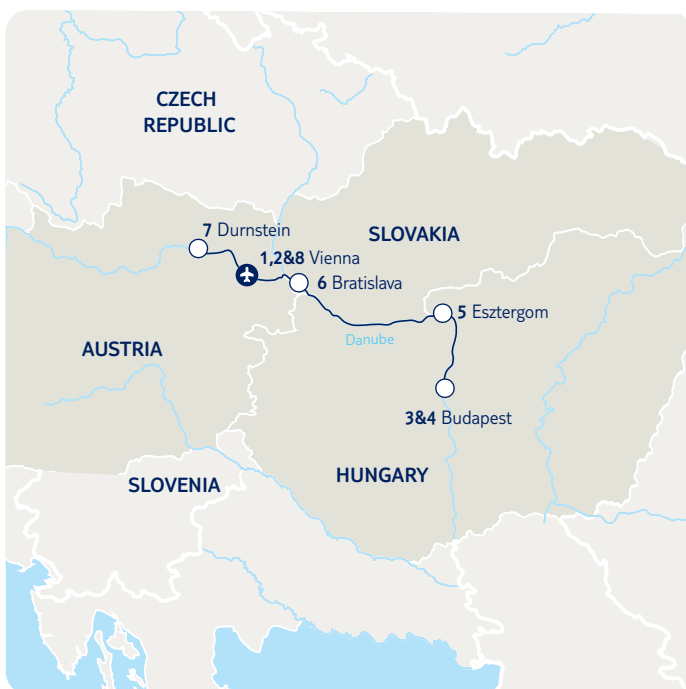 CZECH
REPUBLIC
7 Durnstein
SLOVAKIA
1,2&8 Vienna
6 Bratislava
5 Esztergom
Danube
AUSTRIA
3&4 Budapest
HUNGARY
SLOVENIA